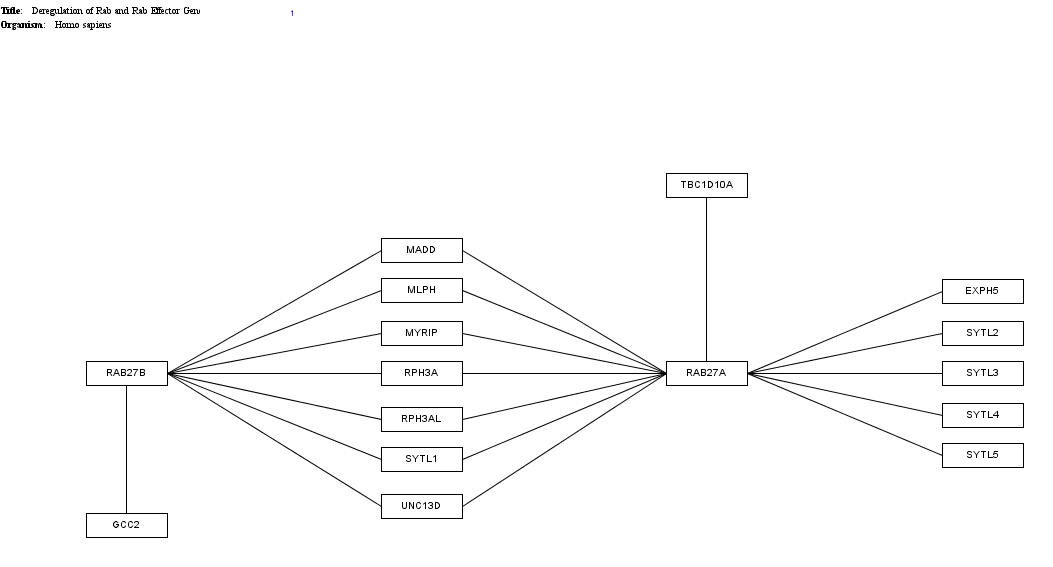 Title: Deregulation of Rab and Rab Effector Gen
1
Organism: Homo sapiens
TBC1D10A
MADD
MLPH
EXPH5
MYRIP
SYTL2
RAB27B
RPH3A
RAB27A
SYTL3
RPH3AL
SYTL4
SYTL1
SYTL5
UNC13D
GCC2